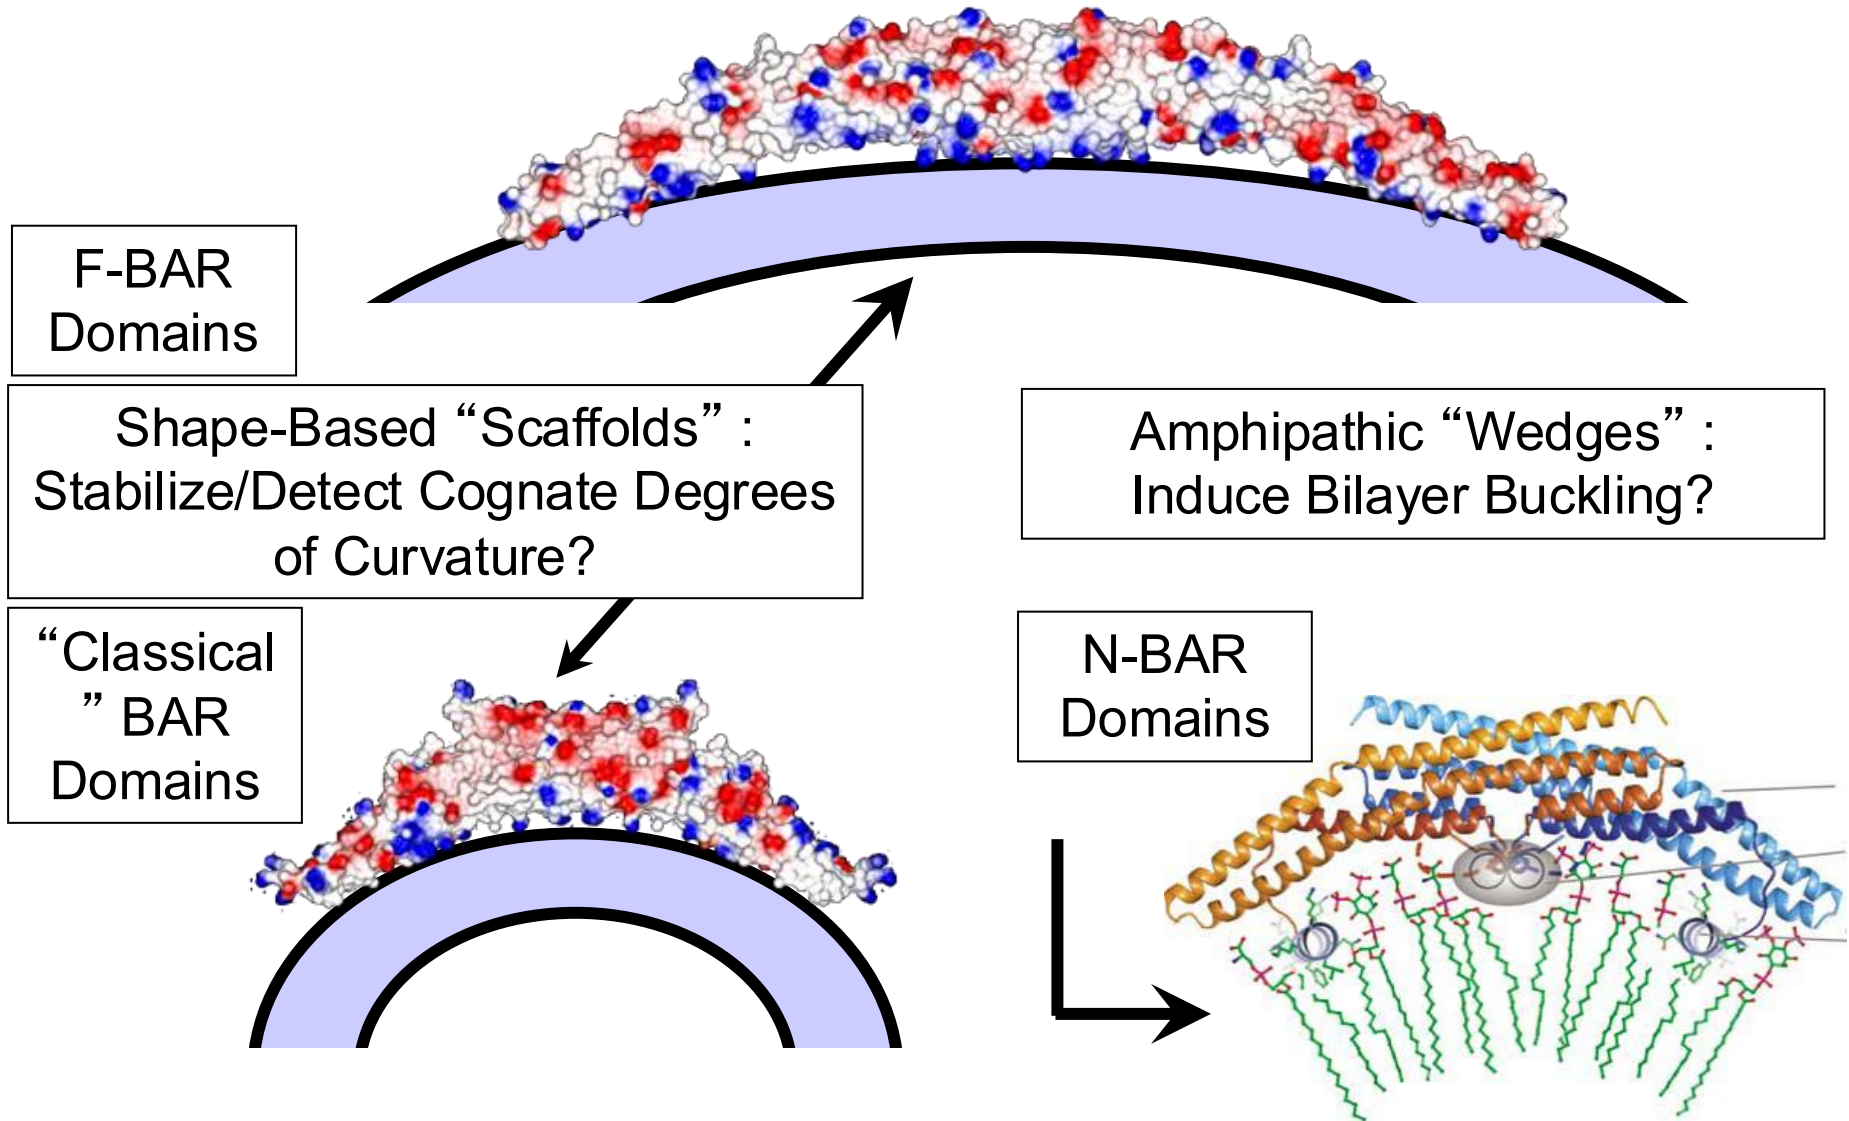 F-BAR
Domains
Shape-Based “Scaffolds” :
Stabilize/Detect Cognate Degrees
of Curvature?
“Classical
” BAR
Domains
Amphipathic “Wedges” :
Induce Bilayer Buckling?
N-BAR
Domains